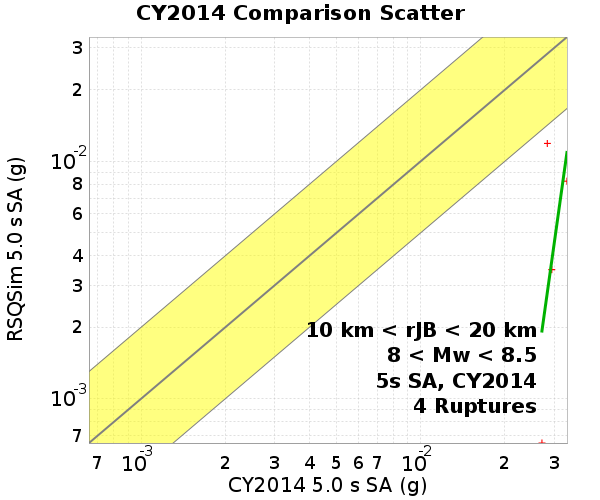 CY2014 Comparison Scatter
RSQSim 5.0 s SA (g)
3
2
10-2
8
6
4
3
2
10-3
7
10 km < rJB < 20 km
8 < Mw < 8.5
5s SA, CY2014
4 Ruptures
7 10-3 2 3 4 5 6 7 10-2 2 3
CY2014 5.0 s SA (g)